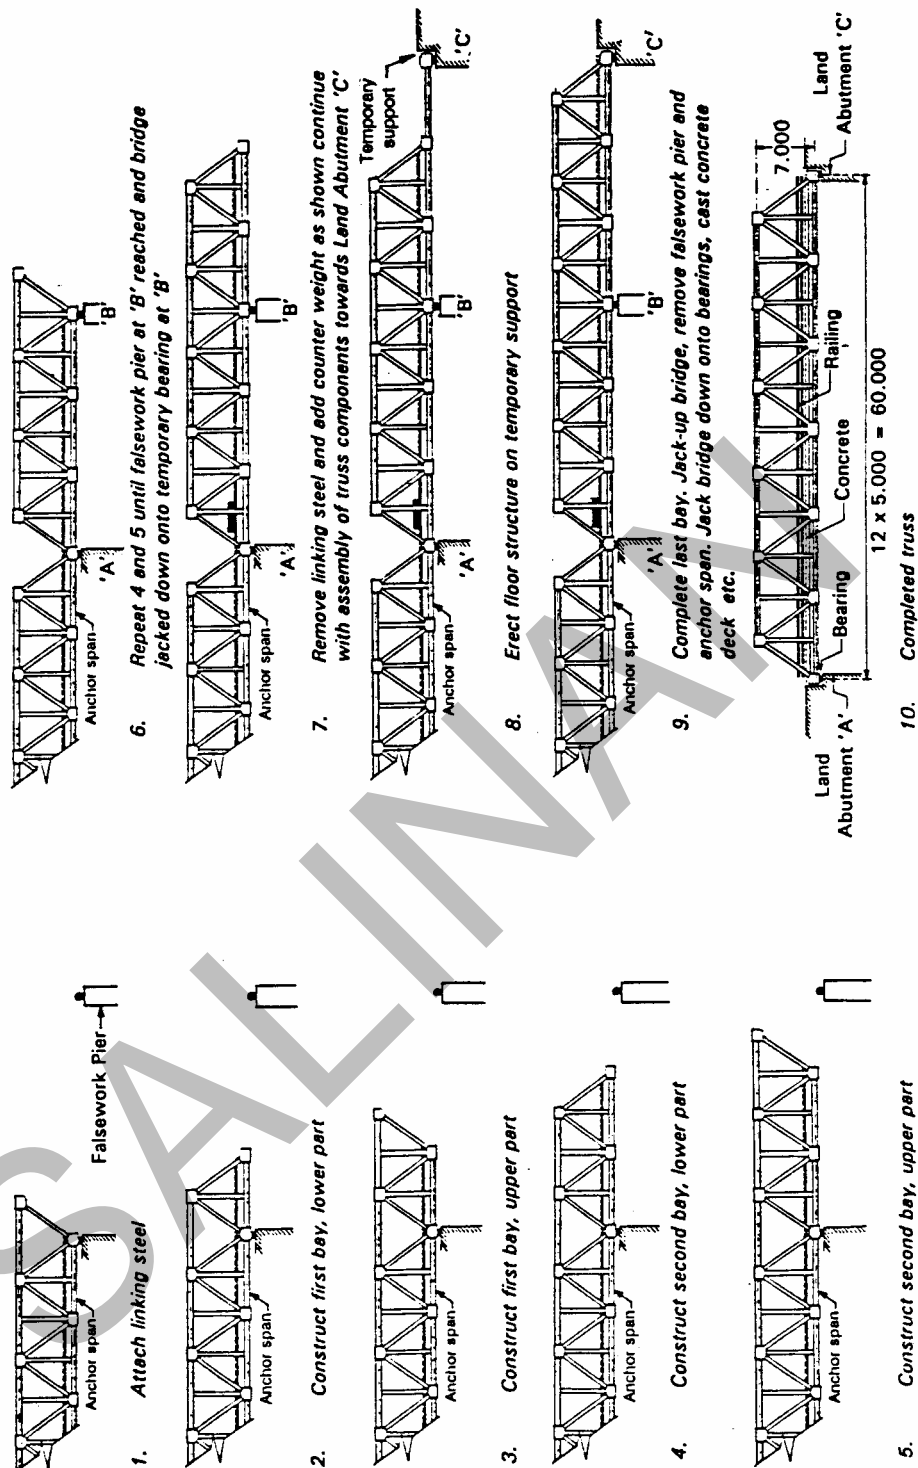 Falsework Pier
Anchor span
1. Attach linking steel
Anchor span
2. Construct first bay, lower part
Anchor span
3. Construct first bay, upper part
Anchor span
4. Construct second bay, lower part
Anchor span
5. Construct second bay, upper part
Anchor span
'A'
'B'
6. Repeat 4 and 5 until falsework pier at 'B' reached and bridge
jacked down onto temporary bearing at 'B'
Anchor span
'A'
'B'
7. Remove linking steel and add counter weight as shown continue
with assembly of truss components towards Land Abutment 'C'
Temporary
support
'C'
Anchor span
'A'
'B'
8. Erect floor structure on temporary support
Anchor span
'A'
'B'
'C'
9. Complete last bay. Jack-up bridge, remove falsework pier and
anchor span. Jack bridge down onto bearings, cast concrete
deck etc.
7.000
Land
Abutment 'A'
Bearing
Concrete
Railing
Land
Abutment 'C'
12 x 5.000 = 60.000
10. Completed truss
SALINAN